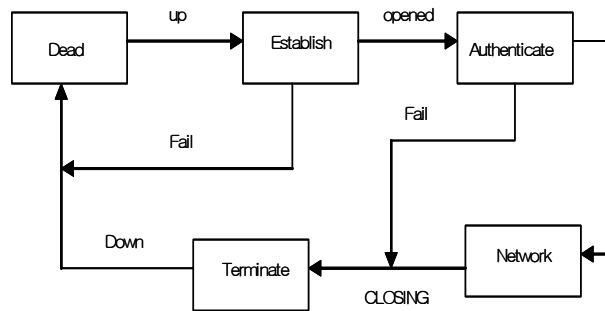 up
opened
Dead
Establish
Authenticate
Fail
Fail
Down
Terminate
Network
CLOSING